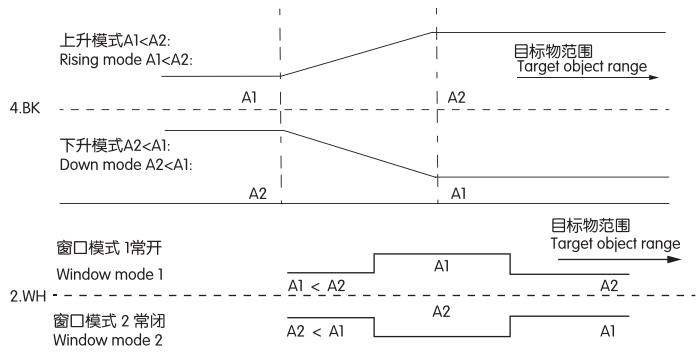 上升模式A1<A2:
Rising mode A1<A2:
目标物范围
Target object range
A1
A2
4.BK
下升模式A2<A1:
Down mode A2<A1:
A2
A1
目标物范围
Target object range
窗口模式 1常开
Window mode 1
A1
A1 < A2
A2
2.WH
窗口模式 2 常闭
Window mode 2
A2
A2 < A1
A1